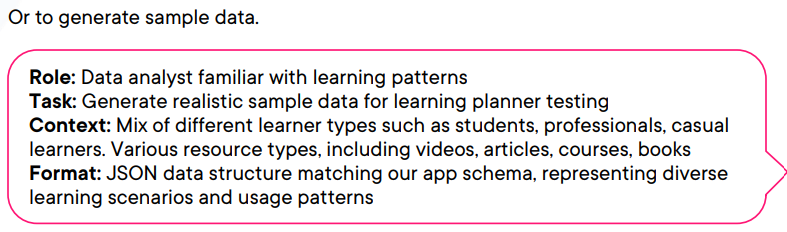 Or to generate sample data.
Role: Data analyst familiar with learning patterns
Task: Generate realistic sample data for learning planner testing
Context: Mix of different learner types such as students, professionals, casual
learners. Various resource types, including videos, articles, courses, books
Format: JSON data structure matching our app schema, representing diverse
learning scenarios and usage patterns